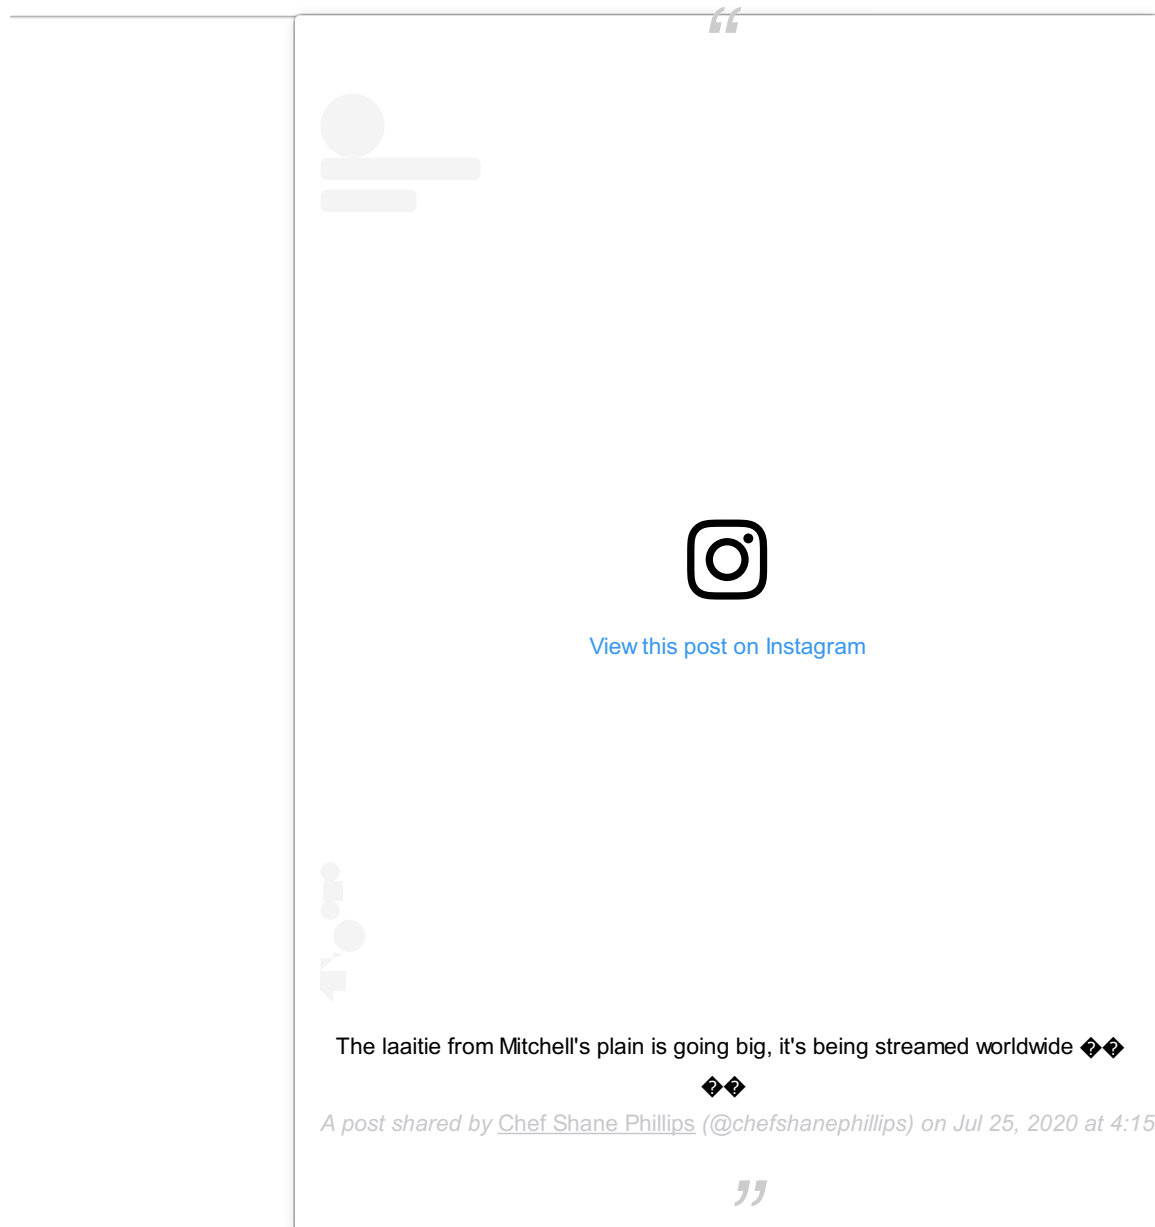 “
View this post on Instagram
The laaitie from Mitchell's plain is going big, it's being streamed worldwide ��
��
A post shared by Chef Shane Phillips (@chefshanephillips) on Jul 25, 2020 at 4:15
”